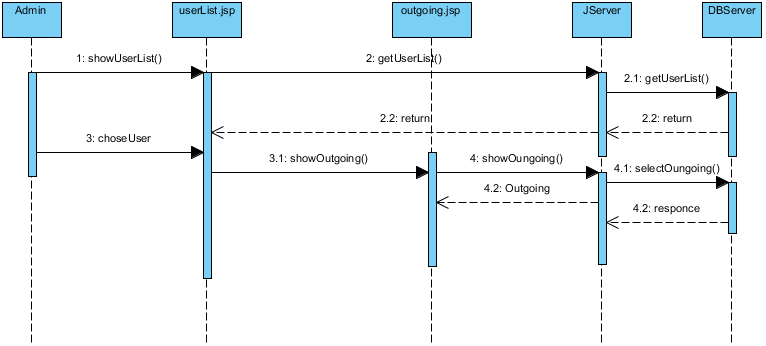 Admin
userList.jsp
outgoing.jsp
JServer
DBServer
1: showUserList()
2: getUserList()
2.1: getUserList()
2.2: return
2.2: return
3: choseUser
3.1: showOutgoing()
4: showOungoing()
4.1: selectOungoing()
4.2: Outgoing
4.2: responce